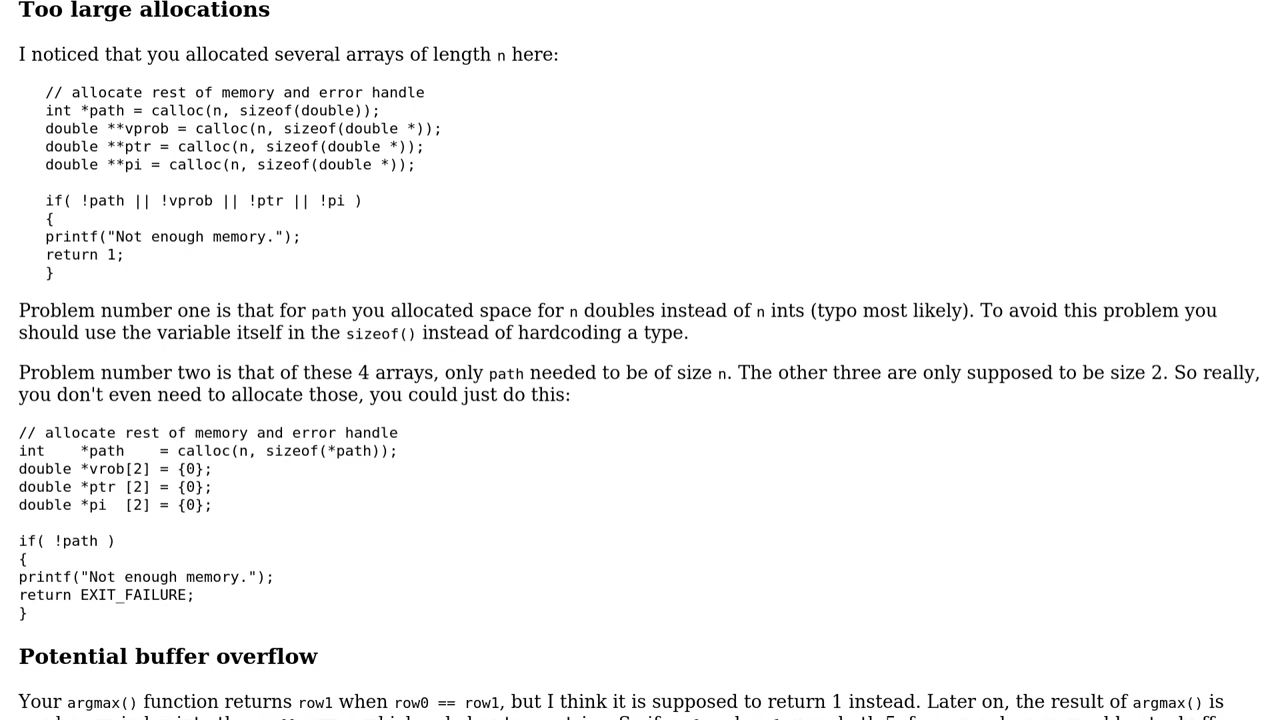 Too large allocations
I noticed that you allocated several arrays of length n here:
// allocate rest of memory and error handle
int *path = calloc(n, sizeof(double));
double **vprob = calloc(n, sizeof(double *));
double **ptr = calloc(n, sizeof(double *));
double **pi = calloc(n, sizeof(double *));
if( !path || !vprob || !ptr || !pi )
{
printf("Not enough memory.");
return 1;
}
Problem number one is that for path you allocated space for n doubles instead of n ints (typo most likely). To avoid this problem you
should use the variable itself in the sizeof() instead of hardcoding a type.
Problem number two is that of these 4 arrays, only path needed to be of size n. The other three are only supposed to be size 2. So really,
you don't even need to allocate those, you could just do this:
// allocate rest of memory and error handle
int    *path    = calloc(n, sizeof(*path));
double *vrob[2] = {0};
double *ptr [2] = {0};
double *pi  [2] = {0};
if( !path )
{
printf("Not enough memory.");
return EXIT_FAILURE;
}
Potential buffer overflow
Your argmax() function returns row1 when row0 == row1, but I think it is supposed to return 1 instead. Later on, the result of argmax() is